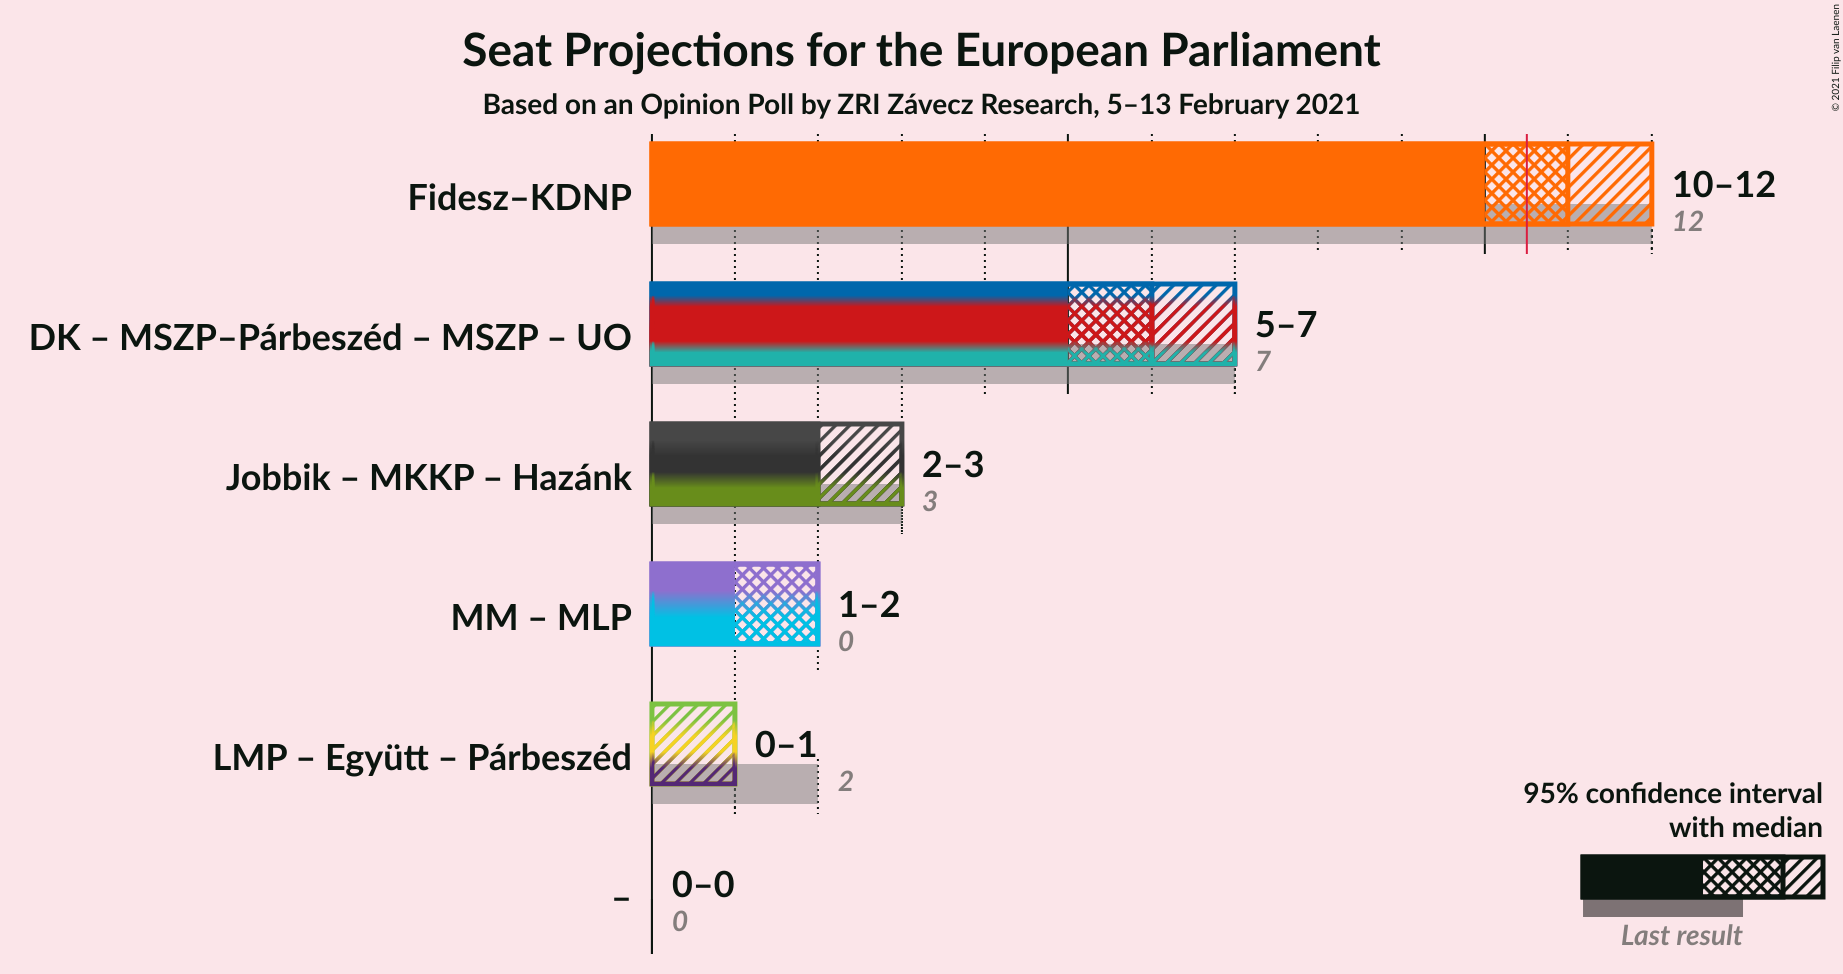 Seat Projections for the European Parliament
Based on an Opinion Poll by ZRI Závecz Research, 5–13 February 2021
© 2021 Filip van Laenen
Fidesz–KDNP
10–12
12
DK – MSZP–Párbeszéd – MSZP – UO
5–7
7
Jobbik – MKKP – Hazánk
2–3
3
MM – MLP
1–2
0
LMP – Együtt – Párbeszéd
0–1
2
–
0–0
0
95% confidence interval
with median
Last result